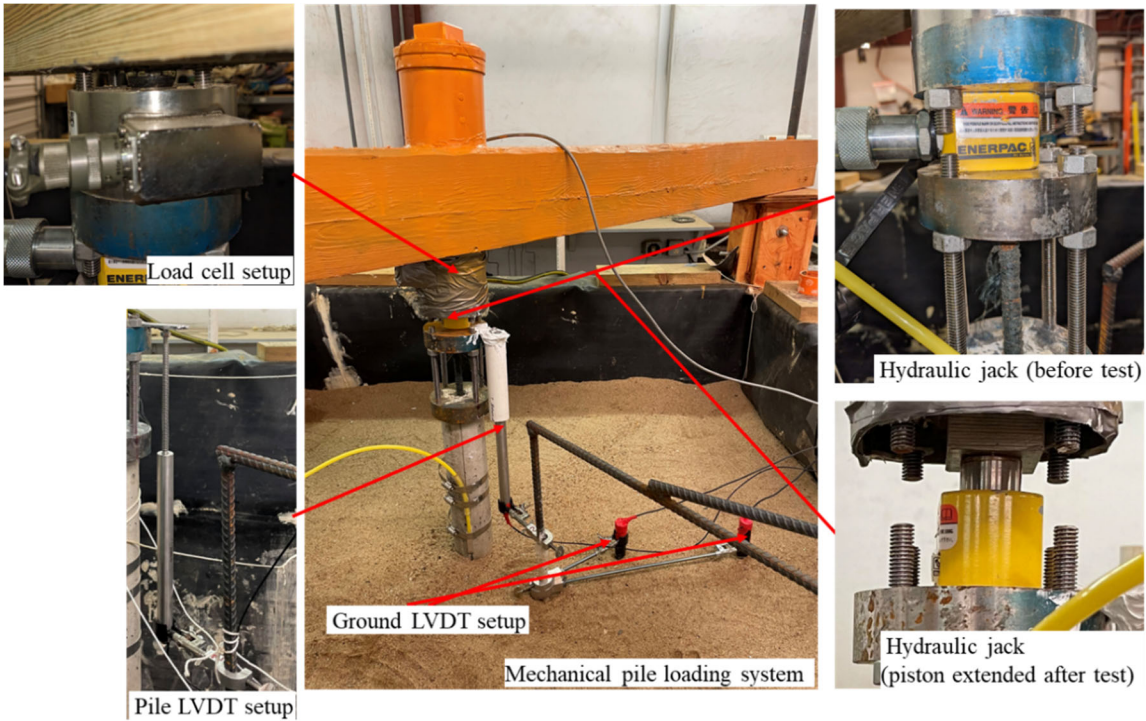 Load cell setup
ENERPAC
WARNING
ENERPAC
Hydraulic jack (before test)
Pile LVDT setup
Ground LVDT setup
Mechanical pile loading system
Hydraulic jack
(piston extended after test)